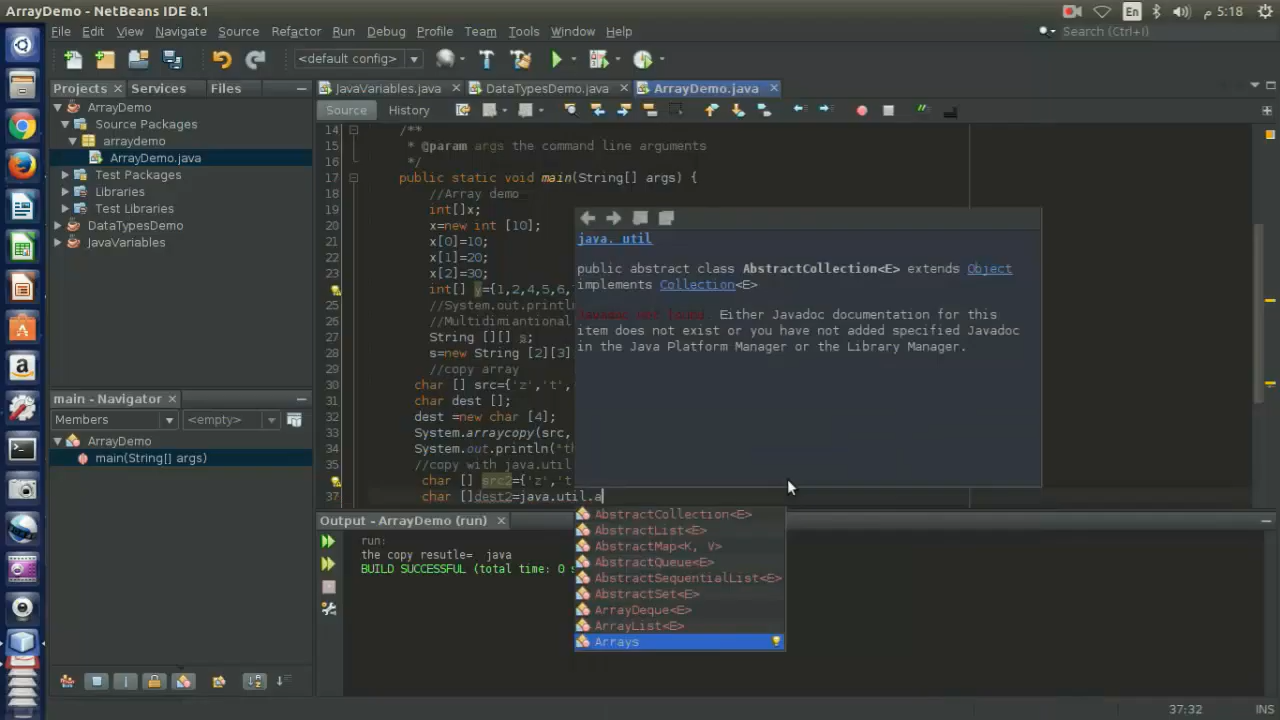 ArrayDemo - NetBeans IDE 8.1
En
5:18 م
File Edit View Navigate Source Refactor Run Debug Profile Team Tools Window Help
Search (Ctrl+I)
<default config>
Projects Services Files
JavaVariables.java DataTypesDemo.java ArrayDemo.java
Source History
ArrayDemo
Source Packages
arraydemo
ArrayDemo.java
Test Packages
Libraries
Test Libraries
DataTypesDemo
JavaVariables
main - Navigator
Members
<empty>
ArrayDemo
main(String[] args)
14 /**
15 * @param args the command line arguments
16 */
17 public static void main(String[] args) {
18 //Array demo
19 int[]x;
20 x=new int [10];
21 x[0]=10;
22 x[1]=20;
23 x[2]=30;
int[] y={1,2,4,5,6,
25 //System.out.println
26 //Multidimiantional
27 String [][] s;
28 s=new String [2][3]
29 //copy array
30 char [] src={'z','t',
31 char dest [];
32 dest =new char [4];
33 System.arraycopy(src,
34 System.out.println("th
35 //copy with java.util
char [] src2={'z','t
37 char []dest2=java.util.a
java. util
public abstract class AbstractCollection<E> extends Object
implements Collection<E>
Javadoc not found. Either Javadoc documentation for this
item does not exist or you have not added specified Javadoc
in the Java Platform Manager or the Library Manager.
AbstractCollection<E>
AbstractList<E>
AbstractMap<K, V>
AbstractQueue<E>
AbstractSequentialList<E>
AbstractSet<E>
ArrayDeque<E>
ArrayList<E>
Arrays
Output - ArrayDemo (run)
run:
the copy resutle= java
BUILD SUCCESSFUL (total time: 0 s
37:32
INS